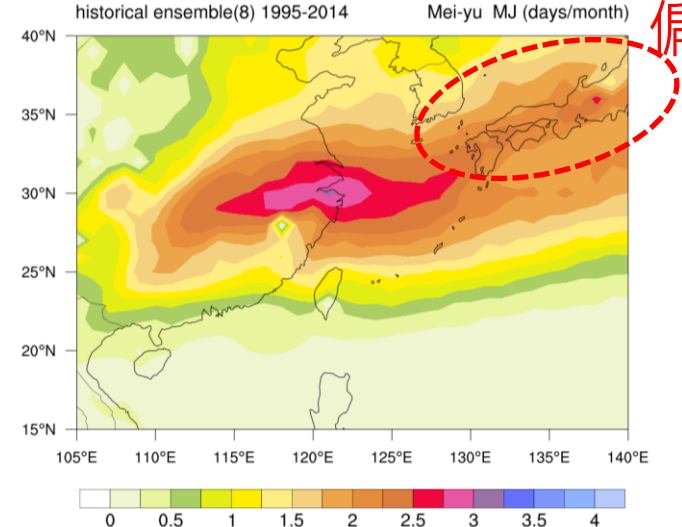 historical ensemble(8) 1995-2014 Mei-yu MJ (days/month)
偏
40°N
35°N
30°N
25°N
20°N
15°N
105°E 110°E 115°E 120°E 125°E 130°E 135°E 140°E
0 0.5 1 1.5 2 2.5 3 3.5 4